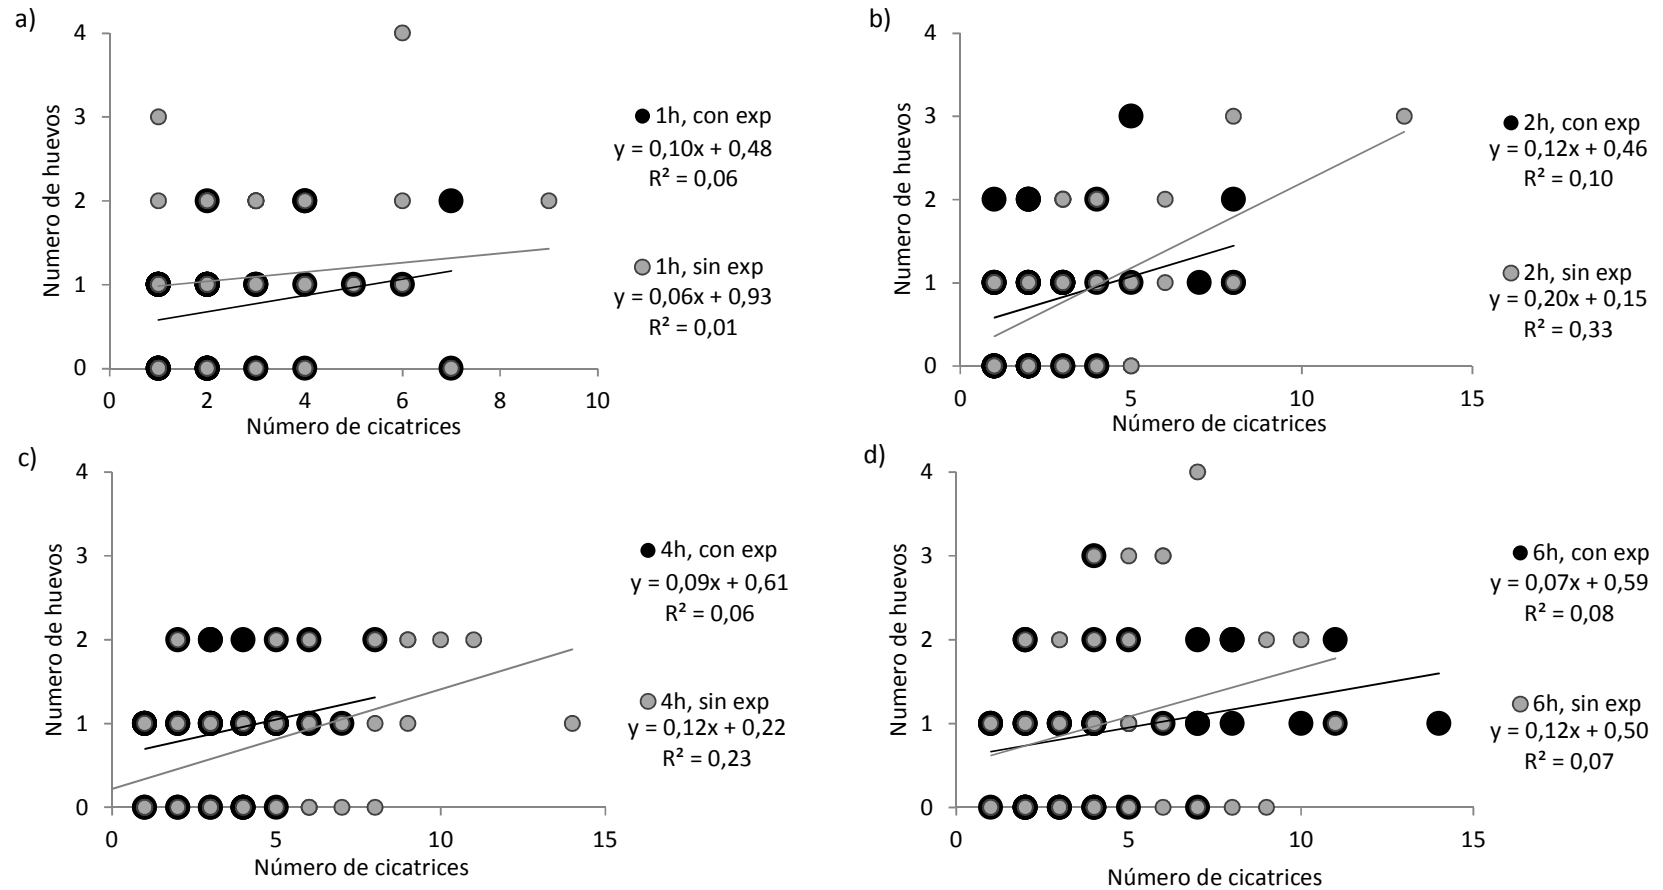 a)
4
3
2
1
0
0 2 4 6 8 10
Numero de huevos
Número de cicatrices
1h, con exp
y = 0,10x + 0,48
R² = 0,06
1h, sin exp
y = 0,06x + 0,93
R² = 0,01
b)
4
3
2
1
0
0 5 10 15
Numero de huevos
Número de cicatrices
2h, con exp
y = 0,12x + 0,46
R² = 0,10
2h, sin exp
y = 0,20x + 0,15
R² = 0,33
c)
4
3
2
1
0
0 5 10 15
Numero de huevos
Número de cicatrices
4h, con exp
y = 0,09x + 0,61
R² = 0,06
4h, sin exp
y = 0,12x + 0,22
R² = 0,23
d)
4
3
2
1
0
0 5 10 15
Numero de huevos
Número de cicatrices
6h, con exp
y = 0,07x + 0,59
R² = 0,08
6h, sin exp
y = 0,12x + 0,50
R² = 0,07